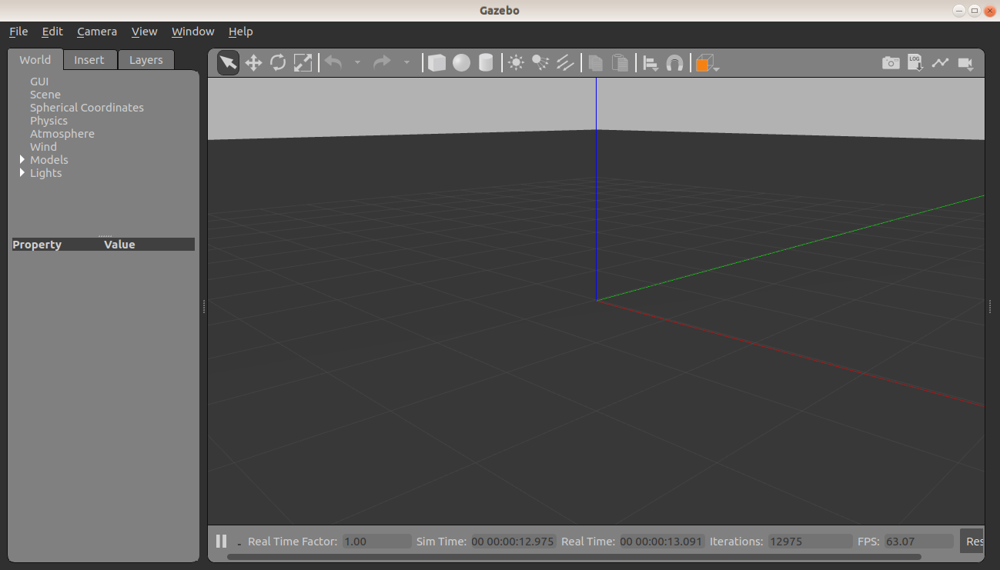 Gazebo
File Edit Camera View Window Help
World Insert Layers
LOG
GUI
Scene
Spherical Coordinates
Physics
Atmosphere
Wind
Models
Lights
Property Value
Real Time Factor: 1.00 Sim Time: 00 00:00:12.975 Real Time: 00 00:00:13.091 Iterations: 12975 FPS: 63.07 Res